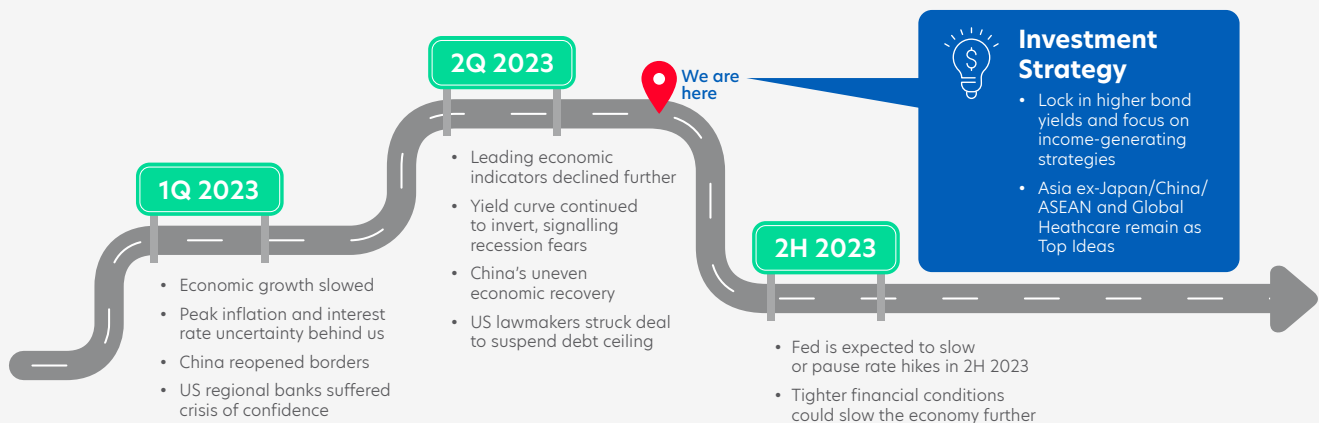 1Q 2023
• Economic growth slowed
• Peak inflation and interest
rate uncertainty behind us
• China reopened borders
• US regional banks suffered
crisis of confidence
2Q 2023
• Leading economic
indicators declined further
• Yield curve continued
to invert, signalling
recession fears
• China's uneven
economic recovery
• US lawmakers struck deal
to suspend debt ceiling
We are
here
Investment
Strategy
$
• Lock in higher bond
yields and focus on
income-generating
strategies
• Asia ex-Japan/China/
ASEAN and Global
Heathcare remain as
Top Ideas
2H 2023
• Fed is expected to slow
or pause rate hikes in 2H 2023
• Tighter financial conditions
could slow the economy further